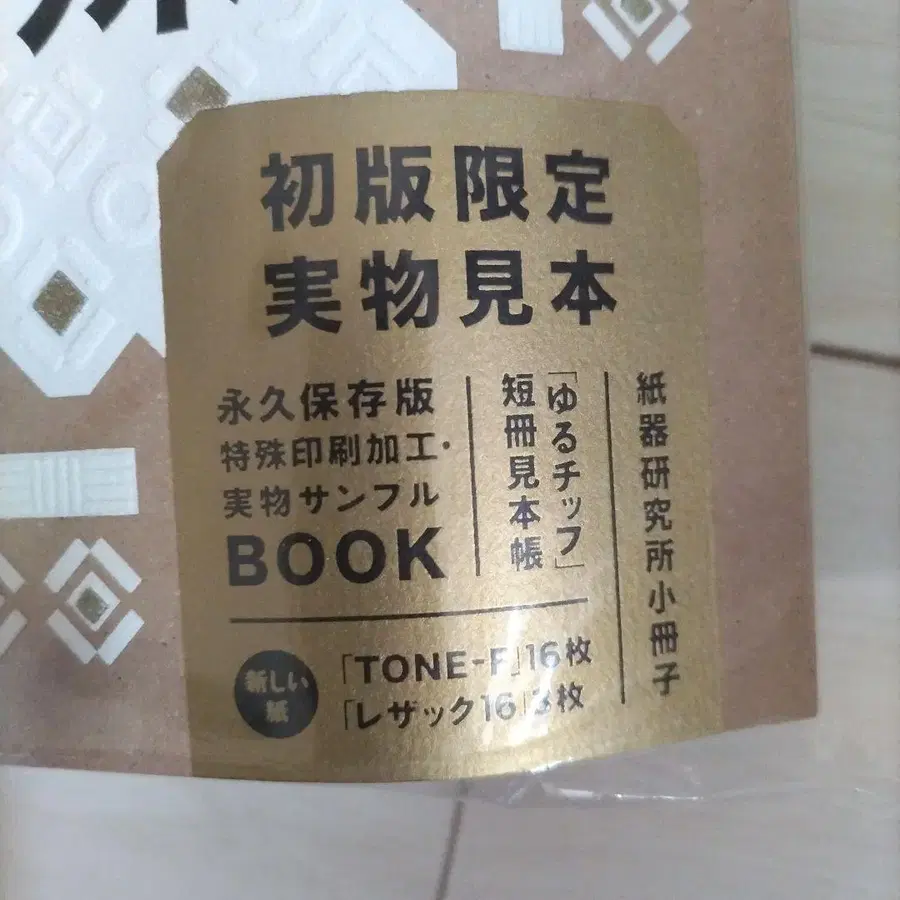 初版限定
実物見本
永久保存版
特殊印刷加工・
実物サンプル
BOOK
「ゆるチップ」
短冊見本帳
紙器研究所小冊子
新しい
紙
「TONE-F」16枚
「レザック16」3枚